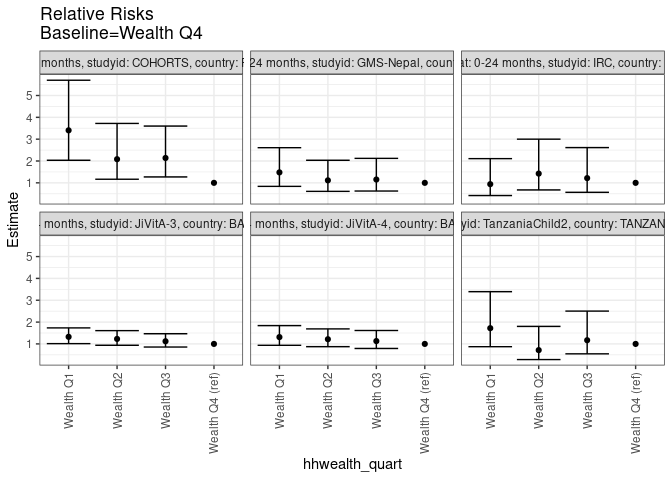 Relative Risks
Baseline=Wealth Q4
months, studyid: COHORTS, country:
24 months, studyid: GMS-Nepal, coun
at: 0-24 months, studyid: IRC, country:
5
4
3
2
1
months, studyid: JiVitA-3, country: BA
months, studyid: JiVitA-4, country: BA
yid: TanzaniaChild2, country: TANZAN
5
4
3
2
1
Estimate
Wealth Q1
Wealth Q2
Wealth Q3
Wealth Q4 (ref)
Wealth Q1
Wealth Q2
Wealth Q3
Wealth Q4 (ref)
Wealth Q1
Wealth Q2
Wealth Q3
Wealth Q4 (ref)
hhwealth_quart